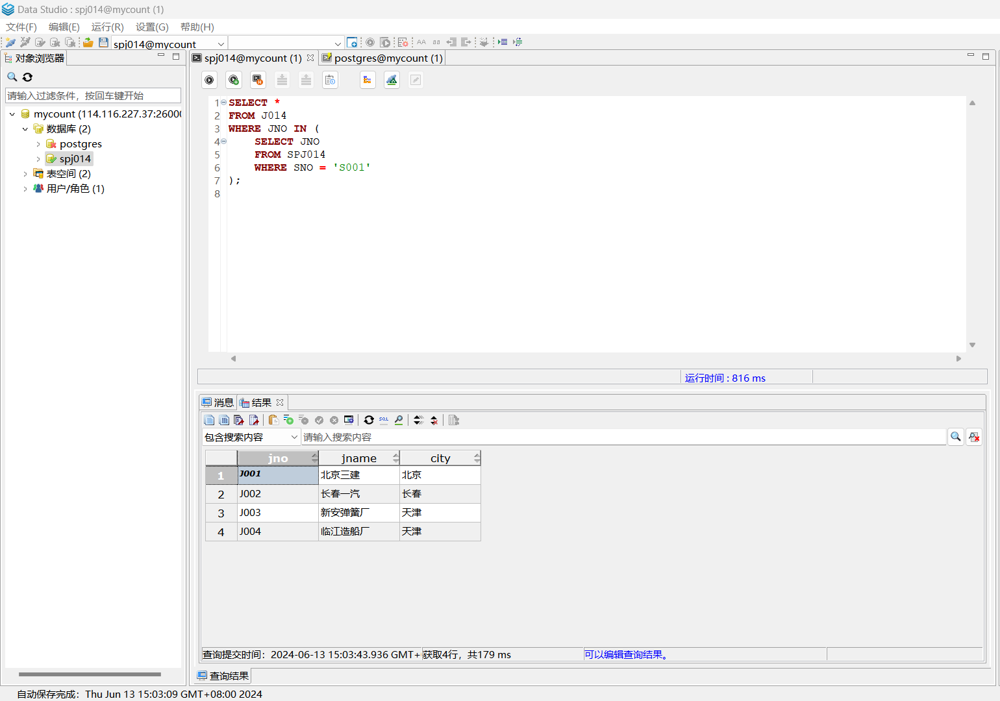 Data Studio : spj014@mycount (1)
文件(F) 编辑(E) 运行(R) 设置(G) 帮助(H)
spj014@mycount
AA aa
对象浏览器
请输入过滤条件，按回车键开始
mycount (114.116.227.37:2600
数据库 (2)
postgres
spj014
表空间 (2)
用户/角色 (1)
spj014@mycount (1) postgres@mycount (1)
1 SELECT *
2 FROM J014
3 WHERE JNO IN (
4 SELECT JNO
5 FROM SPJ014
6 WHERE SNO = 'S001'
7 );
8
运行时间 : 816 ms
消息 结果
SQL
包含搜索内容 请输入搜索内容
jno jname city
1 J001 北京三建 北京
2 J002 长春一汽 长春
3 J003 新安弹簧厂 天津
4 J004 临江造船厂 天津
查询提交时间：2024-06-13 15:03:43.936 GMT+ 获取4行，共179 ms 可以编辑查询结果。
查询结果
自动保存完成：Thu Jun 13 15:03:09 GMT+08:00 2024